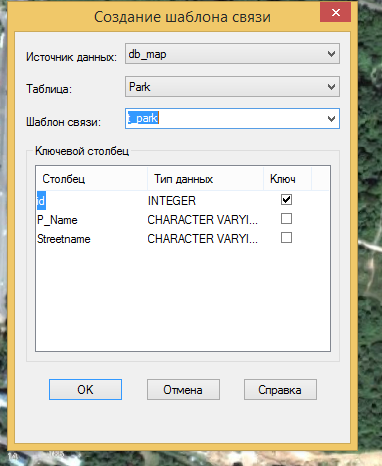 Создание шаблона связи
Источник данных: db_map
Таблица: Park
Шаблон связи: _park
Ключевой столбец
Столбец Тип данных Ключ
id INTEGER
P_Name CHARACTER VARYI...
Streetname CHARACTER VARYI...
OK Отмена Справка